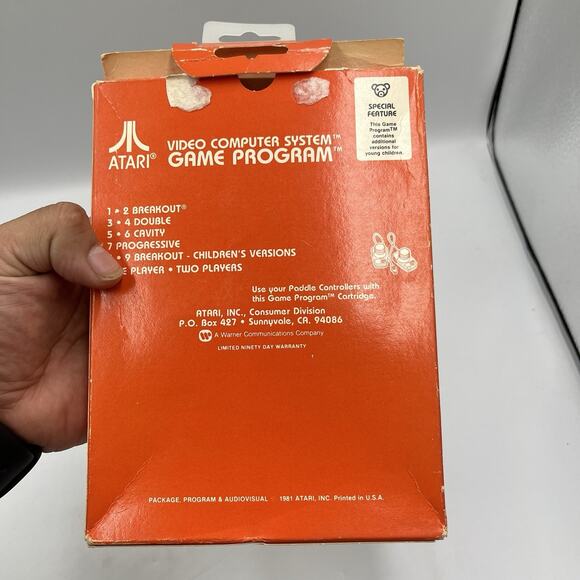 SPECIAL
FEATURE
This Game
Program™
contains
additional
versions for
young children.
ATARI®
VIDEO COMPUTER SYSTEM™
GAME PROGRAM™
1 • 2 BREAKOUT®
3 • 4 DOUBLE
5 • 6 CAVITY
7 PROGRESSIVE
• 9 BREAKOUT - CHILDREN'S VERSIONS
PLAYER • TWO PLAYERS
Use your Paddle Controllers with
this Game Program™ Cartridge.
ATARI, INC., Consumer Division
P.O. Box 427 • Sunnyvale, CA. 94086
A Warner Communications Company
LIMITED NINETY DAY WARRANTY
PACKAGE, PROGRAM & AUDIOVISUAL 1981 ATARI, INC. Printed in U.S.A.